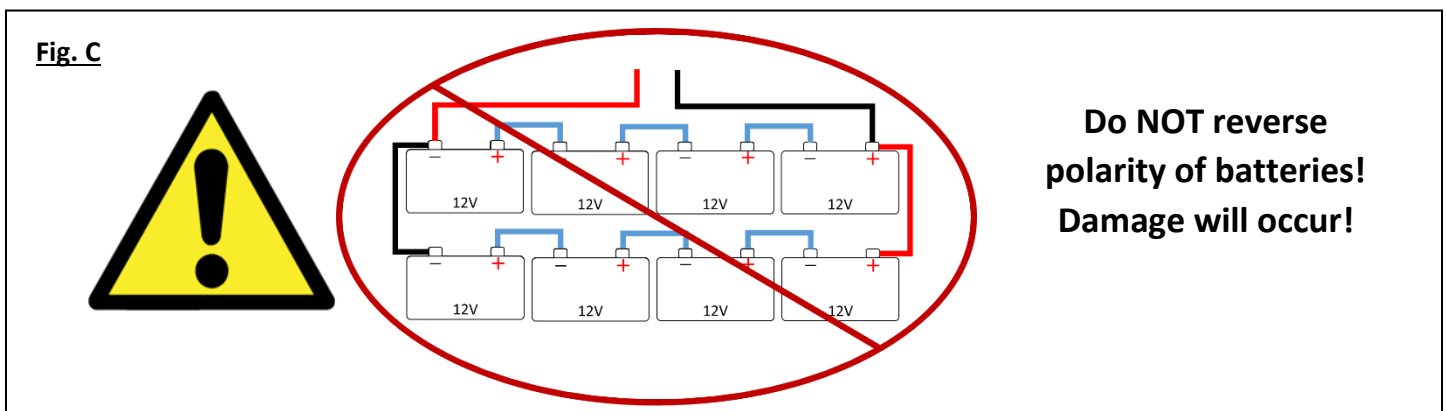 Fig. C
Do NOT reverse
polarity of batteries!
Damage will occur!
− + − + − + − +
12V 12V 12V 12V
− + − + − + − +
12V 12V 12V 12V